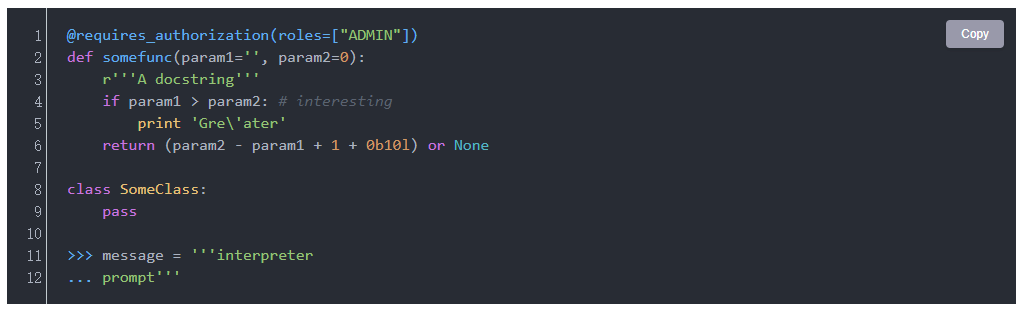 Copy
1 @requires_authorization(roles=["ADMIN"])
2 def somefunc(param1='', param2=0):
3     r'''A docstring'''
4     if param1 > param2: # interesting
5         print 'Gre\'ater'
6     return (param2 - param1 + 1 + 0b10l) or None
7
8 class SomeClass:
9     pass
10
11 >>> message = '''interpreter
12 ... prompt'''